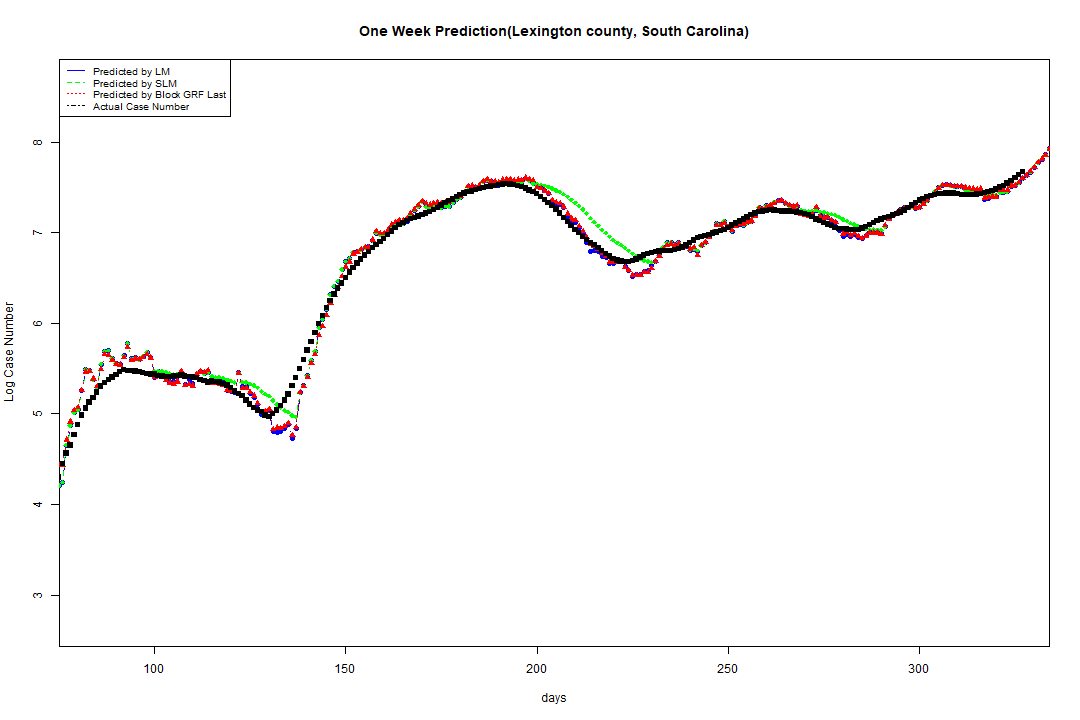 One Week Prediction(Lexington county, South Carolina)
Predicted by LM
Predicted by SLM
Predicted by Block GRF Last
Actual Case Number
8
7
6
5
4
3
Log Case Number
100 150 200 250 300
days